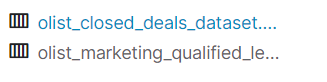 olist_closed_deals_dataset....
olist_marketing_qualified_le...